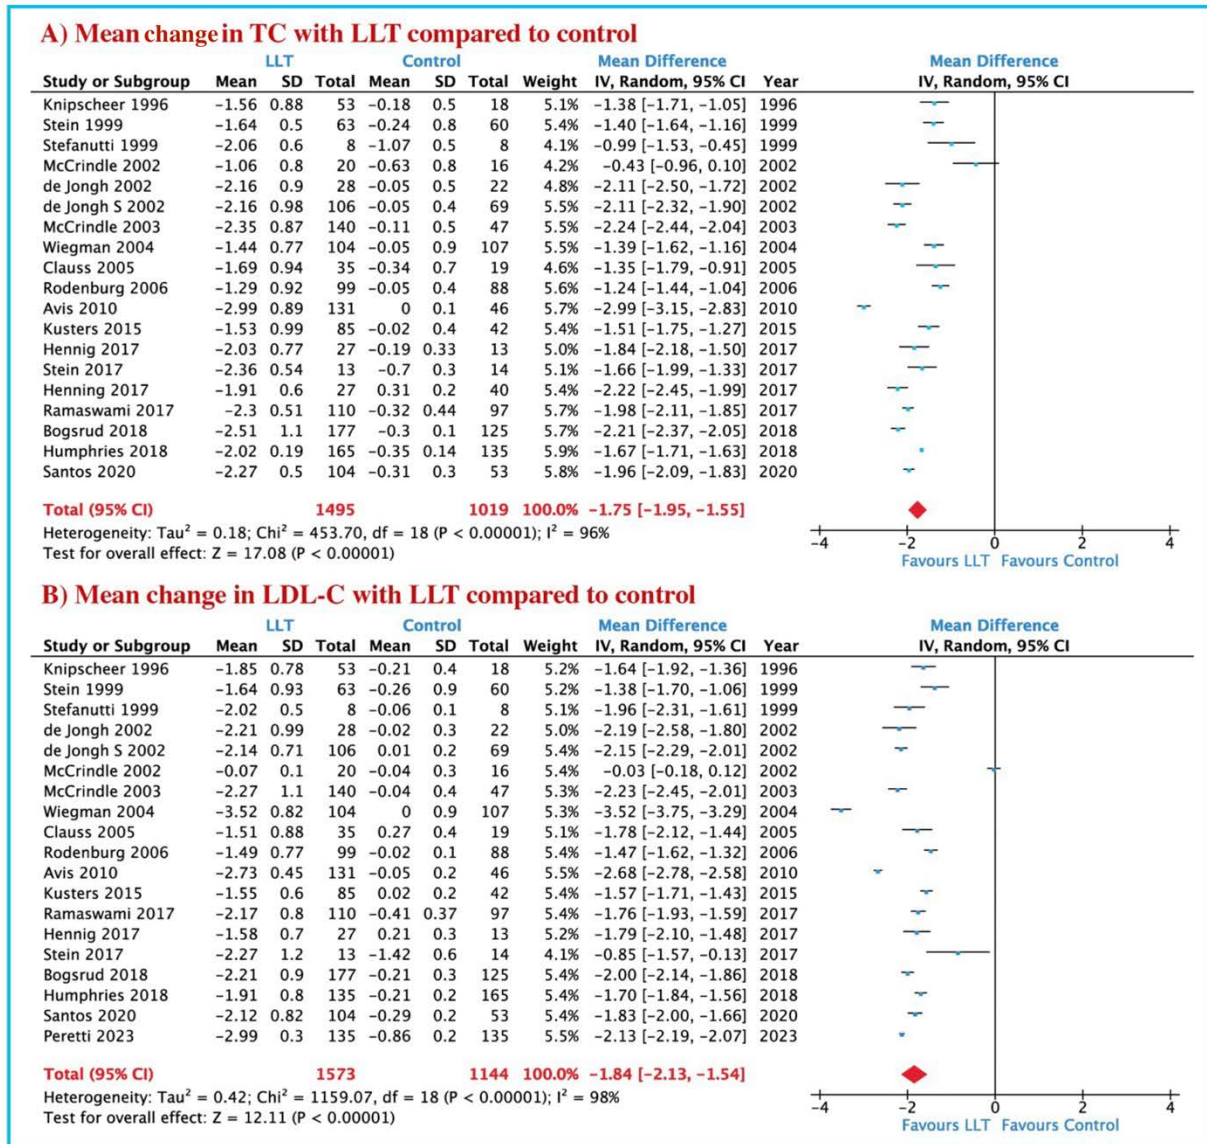 A) Mean change in TC with LLT compared to control
LLT Control Mean Difference Mean Difference
Study or Subgroup Mean SD Total Mean SD Total Weight IV, Random, 95% CI Year IV, Random, 95% CI
Knipscheer 1996 −1.56 0.88 53 −0.18 0.5 18 5.1% −1.38 [−1.71, −1.05] 1996
Stein 1999 −1.64 0.5 63 −0.24 0.8 60 5.4% −1.40 [−1.64, −1.16] 1999
Stefanutti 1999 −2.06 0.6 8 −1.07 0.5 8 4.1% −0.99 [−1.53, −0.45] 1999
McCrindle 2002 −1.06 0.8 20 −0.63 0.8 16 4.2% −0.43 [−0.96, 0.10] 2002
de Jongh 2002 −2.16 0.9 28 −0.05 0.5 22 4.8% −2.11 [−2.50, −1.72] 2002
de Jongh S 2002 −2.16 0.98 106 −0.05 0.4 69 5.5% −2.11 [−2.32, −1.90] 2002
McCrindle 2003 −2.35 0.87 140 −0.11 0.5 47 5.5% −2.24 [−2.44, −2.04] 2003
Wiegman 2004 −1.44 0.77 104 −0.05 0.9 107 5.5% −1.39 [−1.62, −1.16] 2004
Clauss 2005 −1.69 0.94 35 −0.34 0.7 19 4.6% −1.35 [−1.79, −0.91] 2005
Rodenburg 2006 −1.29 0.92 99 −0.05 0.4 88 5.6% −1.24 [−1.44, −1.04] 2006
Avis 2010 −2.99 0.89 131 0 0.1 46 5.7% −2.99 [−3.15, −2.83] 2010
Kusters 2015 −1.53 0.99 85 −0.02 0.4 42 5.4% −1.51 [−1.75, −1.27] 2015
Hennig 2017 −2.03 0.77 27 −0.19 0.33 13 5.0% −1.84 [−2.18, −1.50] 2017
Stein 2017 −2.36 0.54 13 −0.7 0.3 14 5.1% −1.66 [−1.99, −1.33] 2017
Henning 2017 −1.91 0.6 27 0.31 0.2 40 5.4% −2.22 [−2.45, −1.99] 2017
Ramaswami 2017 −2.3 0.51 110 −0.32 0.44 97 5.7% −1.98 [−2.11, −1.85] 2017
Bogsrud 2018 −2.51 1.1 177 −0.3 0.1 125 5.7% −2.21 [−2.37, −2.05] 2018
Humphries 2018 −2.02 0.19 165 −0.35 0.14 135 5.9% −1.67 [−1.71, −1.63] 2018
Santos 2020 −2.27 0.5 104 −0.31 0.3 53 5.8% −1.96 [−2.09, −1.83] 2020
Total (95% CI) 1495 1019 100.0% −1.75 [−1.95, −1.55]
Heterogeneity: Tau² = 0.18; Chi² = 453.70, df = 18 (P < 0.00001); I² = 96%
Test for overall effect: Z = 17.08 (P < 0.00001)
−4 −2 0 2 4
Favours LLT Favours Control
B) Mean change in LDL-C with LLT compared to control
LLT Control Mean Difference Mean Difference
Study or Subgroup Mean SD Total Mean SD Total Weight IV, Random, 95% CI Year IV, Random, 95% CI
Knipscheer 1996 −1.85 0.78 53 −0.21 0.4 18 5.2% −1.64 [−1.92, −1.36] 1996
Stein 1999 −1.64 0.93 63 −0.26 0.9 60 5.2% −1.38 [−1.70, −1.06] 1999
Stefanutti 1999 −2.02 0.5 8 −0.06 0.1 8 5.1% −1.96 [−2.31, −1.61] 1999
de Jongh 2002 −2.21 0.99 28 −0.02 0.3 22 5.0% −2.19 [−2.58, −1.80] 2002
de Jongh S 2002 −2.14 0.71 106 0.01 0.2 69 5.4% −2.15 [−2.29, −2.01] 2002
McCrindle 2002 −0.07 0.1 20 −0.04 0.3 16 5.4% −0.03 [−0.18, 0.12] 2002
McCrindle 2003 −2.27 1.1 140 −0.04 0.4 47 5.3% −2.23 [−2.45, −2.01] 2003
Wiegman 2004 −3.52 0.82 104 0 0.9 107 5.3% −3.52 [−3.75, −3.29] 2004
Clauss 2005 −1.51 0.88 35 0.27 0.4 19 5.1% −1.78 [−2.12, −1.44] 2005
Rodenburg 2006 −1.49 0.77 99 −0.02 0.1 88 5.4% −1.47 [−1.62, −1.32] 2006
Avis 2010 −2.73 0.45 131 −0.05 0.2 46 5.4% −2.68 [−2.78, −2.58] 2010
Kusters 2015 −1.55 0.6 85 0.02 0.2 42 5.4% −1.57 [−1.71, −1.43] 2015
Ramaswami 2017 −2.17 0.8 110 −0.41 0.37 97 5.4% −1.76 [−1.93, −1.59] 2017
Hennig 2017 −1.58 0.7 27 0.21 0.3 13 5.2% −1.79 [−2.10, −1.48] 2017
Stein 2017 −2.27 1.2 13 −1.42 0.6 14 4.1% −0.85 [−1.57, −0.13] 2017
Bogsrud 2018 −2.21 0.9 177 −0.21 0.3 125 5.4% −2.00 [−2.14, −1.86] 2018
Humphries 2018 −1.91 0.8 135 −0.21 0.2 165 5.4% −1.70 [−1.84, −1.56] 2018
Santos 2020 −2.12 0.82 104 −0.29 0.2 53 5.4% −1.83 [−2.00, −1.66] 2020
Peretti 2023 −2.99 0.3 135 −0.86 0.2 135 5.5% −2.13 [−2.19, −2.07] 2023
Total (95% CI) 1573 1144 100.0% −1.84 [−2.13, −1.54]
Heterogeneity: Tau² = 0.42; Chi² = 1159.07, df = 18 (P < 0.00001); I² = 98%
Test for overall effect: Z = 12.11 (P < 0.00001)
−4 −2 0 2 4
Favours LLT Favours Control